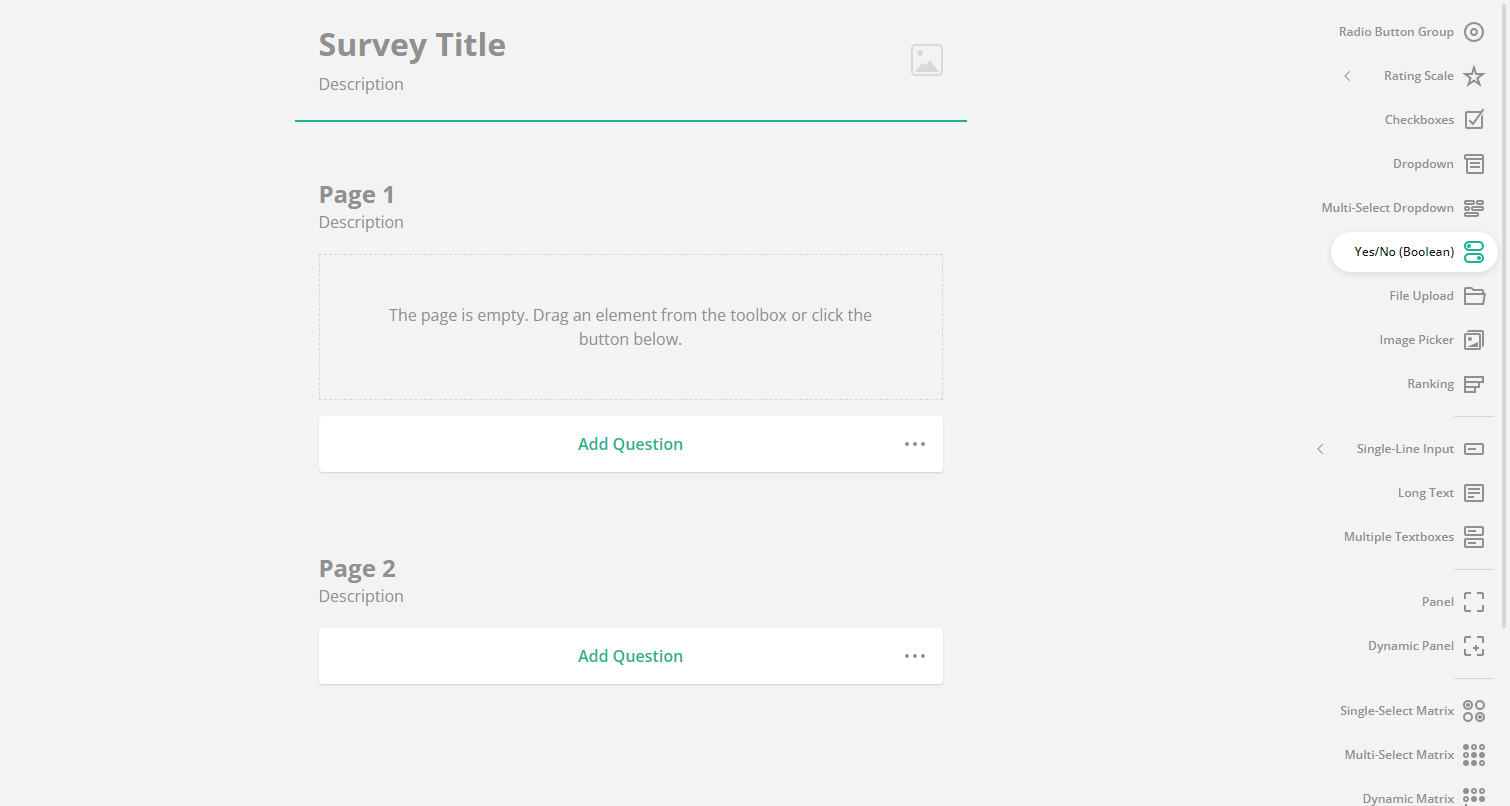 Survey Title
Description
Page 1
Description
The page is empty. Drag an element from the toolbox or click the
button below.
Add Question
Page 2
Description
Add Question
Radio Button Group
Rating Scale
Checkboxes
Dropdown
Multi-Select Dropdown
Yes/No (Boolean)
File Upload
Image Picker
Ranking
Single-Line Input
Long Text
Multiple Textboxes
Panel
Dynamic Panel
Single-Select Matrix
Multi-Select Matrix
Dynamic Matrix